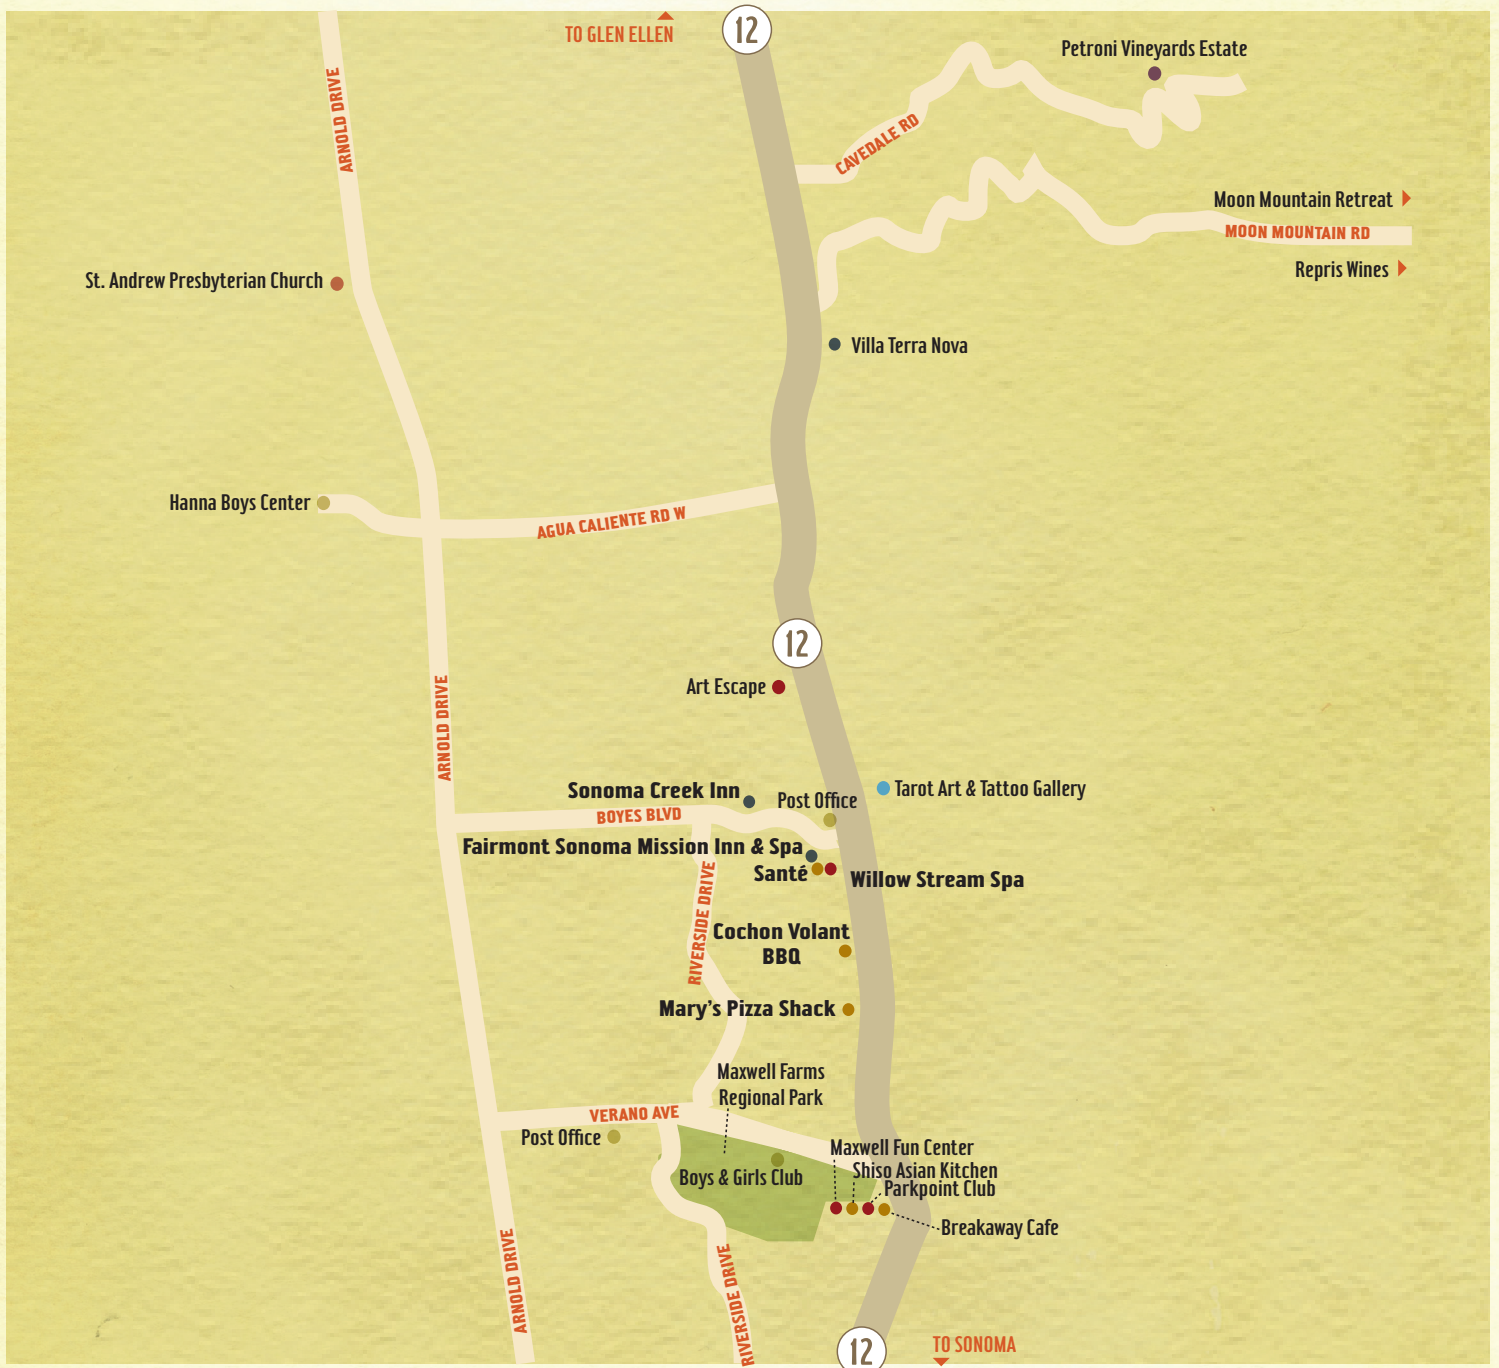 12
TO GLEN ELLEN
Petroni Vineyards Estate
ARNOLD DRIVE
CAVEDALE RD
Moon Mountain Retreat
MOON MOUNTAIN RD
Repris Wines
St. Andrew Presbyterian Church
Villa Terra Nova
Hanna Boys Center
AGUA CALIENTE RD W
12
Art Escape
ARNOLD DRIVE
Sonoma Creek Inn
Post Office
Tarot Art & Tattoo Gallery
BOYES BLVD
Fairmont Sonoma Mission Inn & Spa
Santé
Willow Stream Spa
RIVERSIDE DRIVE
Cochon Volant
BBQ
Mary's Pizza Shack
Maxwell Farms
Regional Park
VERANO AVE
Post Office
Maxwell Fun Center
Shiso Asian Kitchen
Boys & Girls Club
Parkpoint Club
Breakaway Cafe
ARNOLD DRIVE
RIVERSIDE DRIVE
12
TO SONOMA